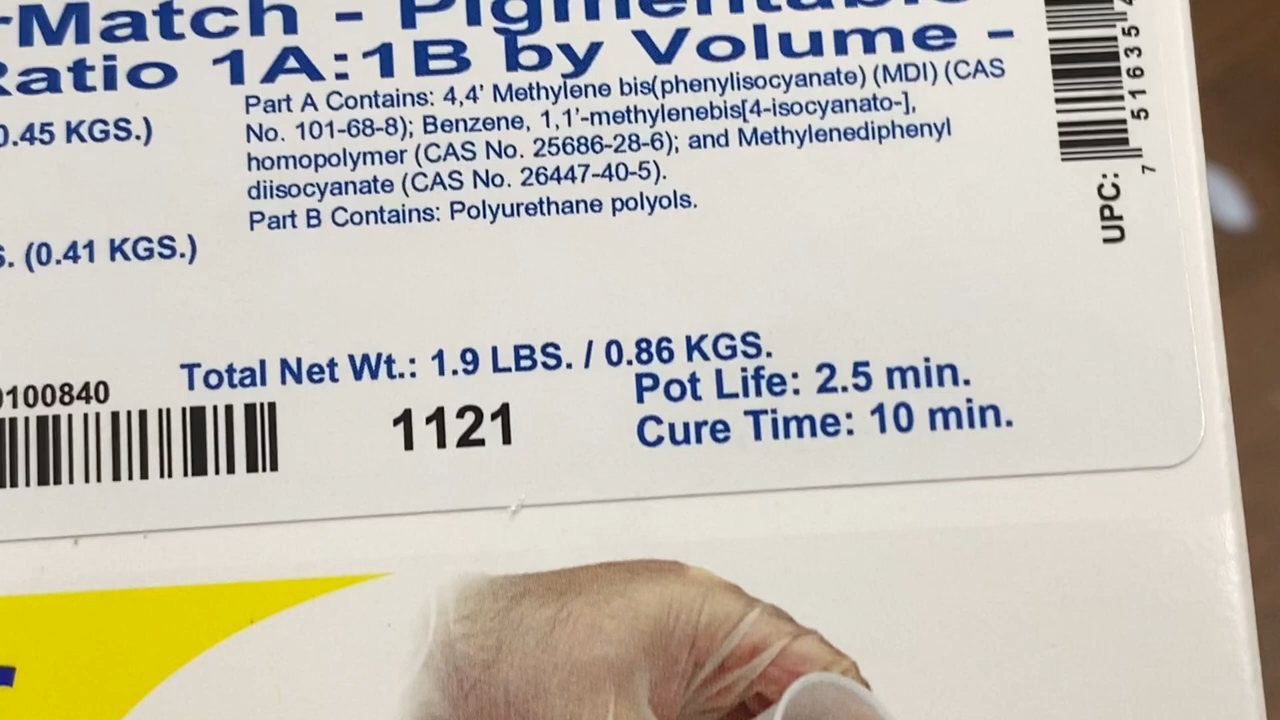 rMatch - Pigmentable
Ratio 1A:1B by Volume -
0.45 KGS.)
Part A Contains: 4,4' Methylene bis(phenylisocyanate) (MDI) (CAS
No. 101-68-8); Benzene, 1,1'-methylenebis[4-isocyanato-],
homopolymer (CAS No. 25686-28-6); and Methylenediphenyl
diisocyanate (CAS No. 26447-40-5).
Part B Contains: Polyurethane polyols.
S. (0.41 KGS.)
Total Net Wt.: 1.9 LBS. / 0.86 KGS.
Pot Life: 2.5 min.
Cure Time: 10 min.
100840
1121
UPC:
7 51635 4